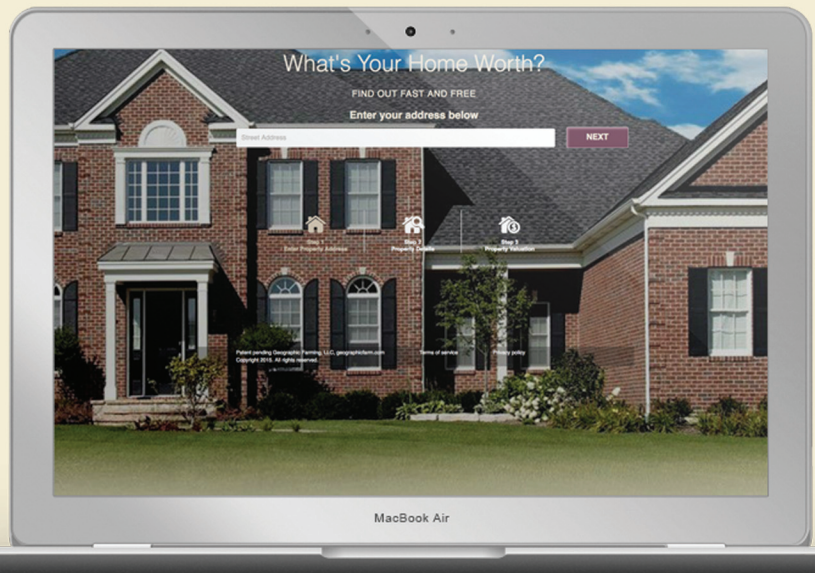 What's Your Home Worth?
FIND OUT FAST AND FREE
Enter your address below
Street Address
NEXT
Step 1
Enter Property Address
Step 2
Property Details
Step 3
Property Valuation
Patent pending Geographic Farming, LLC, geographicfarm.com
Terms of service
Privacy policy
Copyright 2015. All rights reserved.
MacBook Air